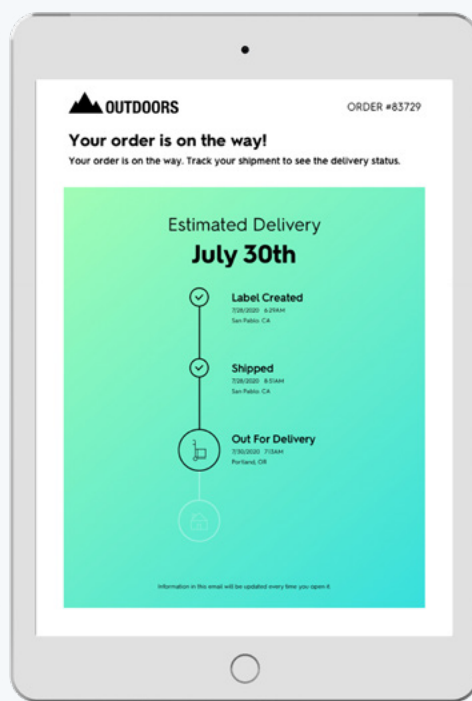 OUTDOORS
ORDER #83729
Your order is on the way!
Your order is on the way. Track your shipment to see the delivery status.
Estimated Delivery
July 30th
Label Created
7/28/2020 6:29AM
San Pablo. CA
Shipped
7/28/2020 8:51AM
San Pablo. CA
Out For Delivery
7/30/2020 7:13AM
Portland, OR
Information in this email will be updated every time you open it.